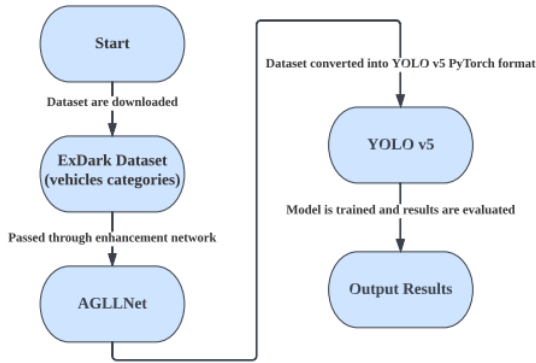 Start
Dataset are downloaded
ExDark Dataset
(vehicles categories)
Passed through enhancement network
AGLLNet
Dataset converted into YOLO v5 PyTorch format
YOLO v5
Model is trained and results are evaluated
Output Results